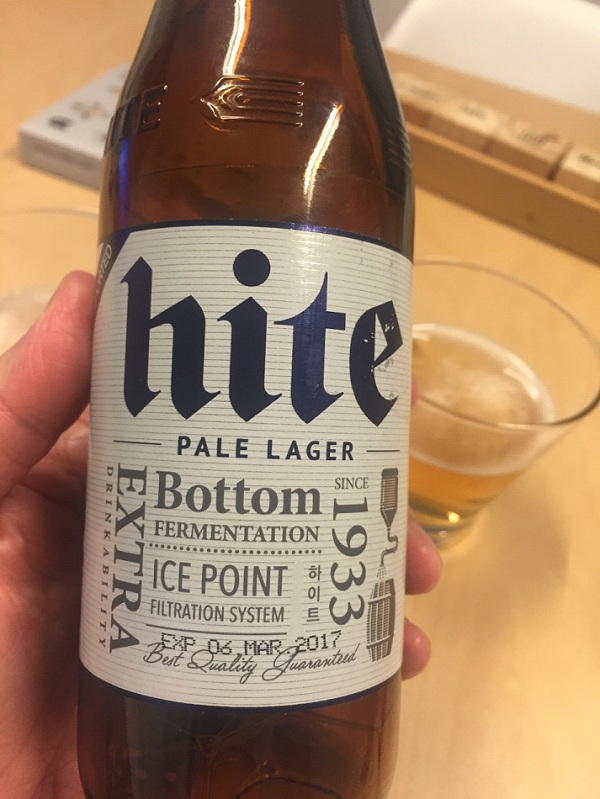 hite
PALE LAGER
EXTRA
DRINKABILITY
Bottom
FERMENTATION
ICE POINT
FILTRATION SYSTEM
하이트
SINCE
1933
EXP 06 MAR 2017
Best Quality Guaranteed